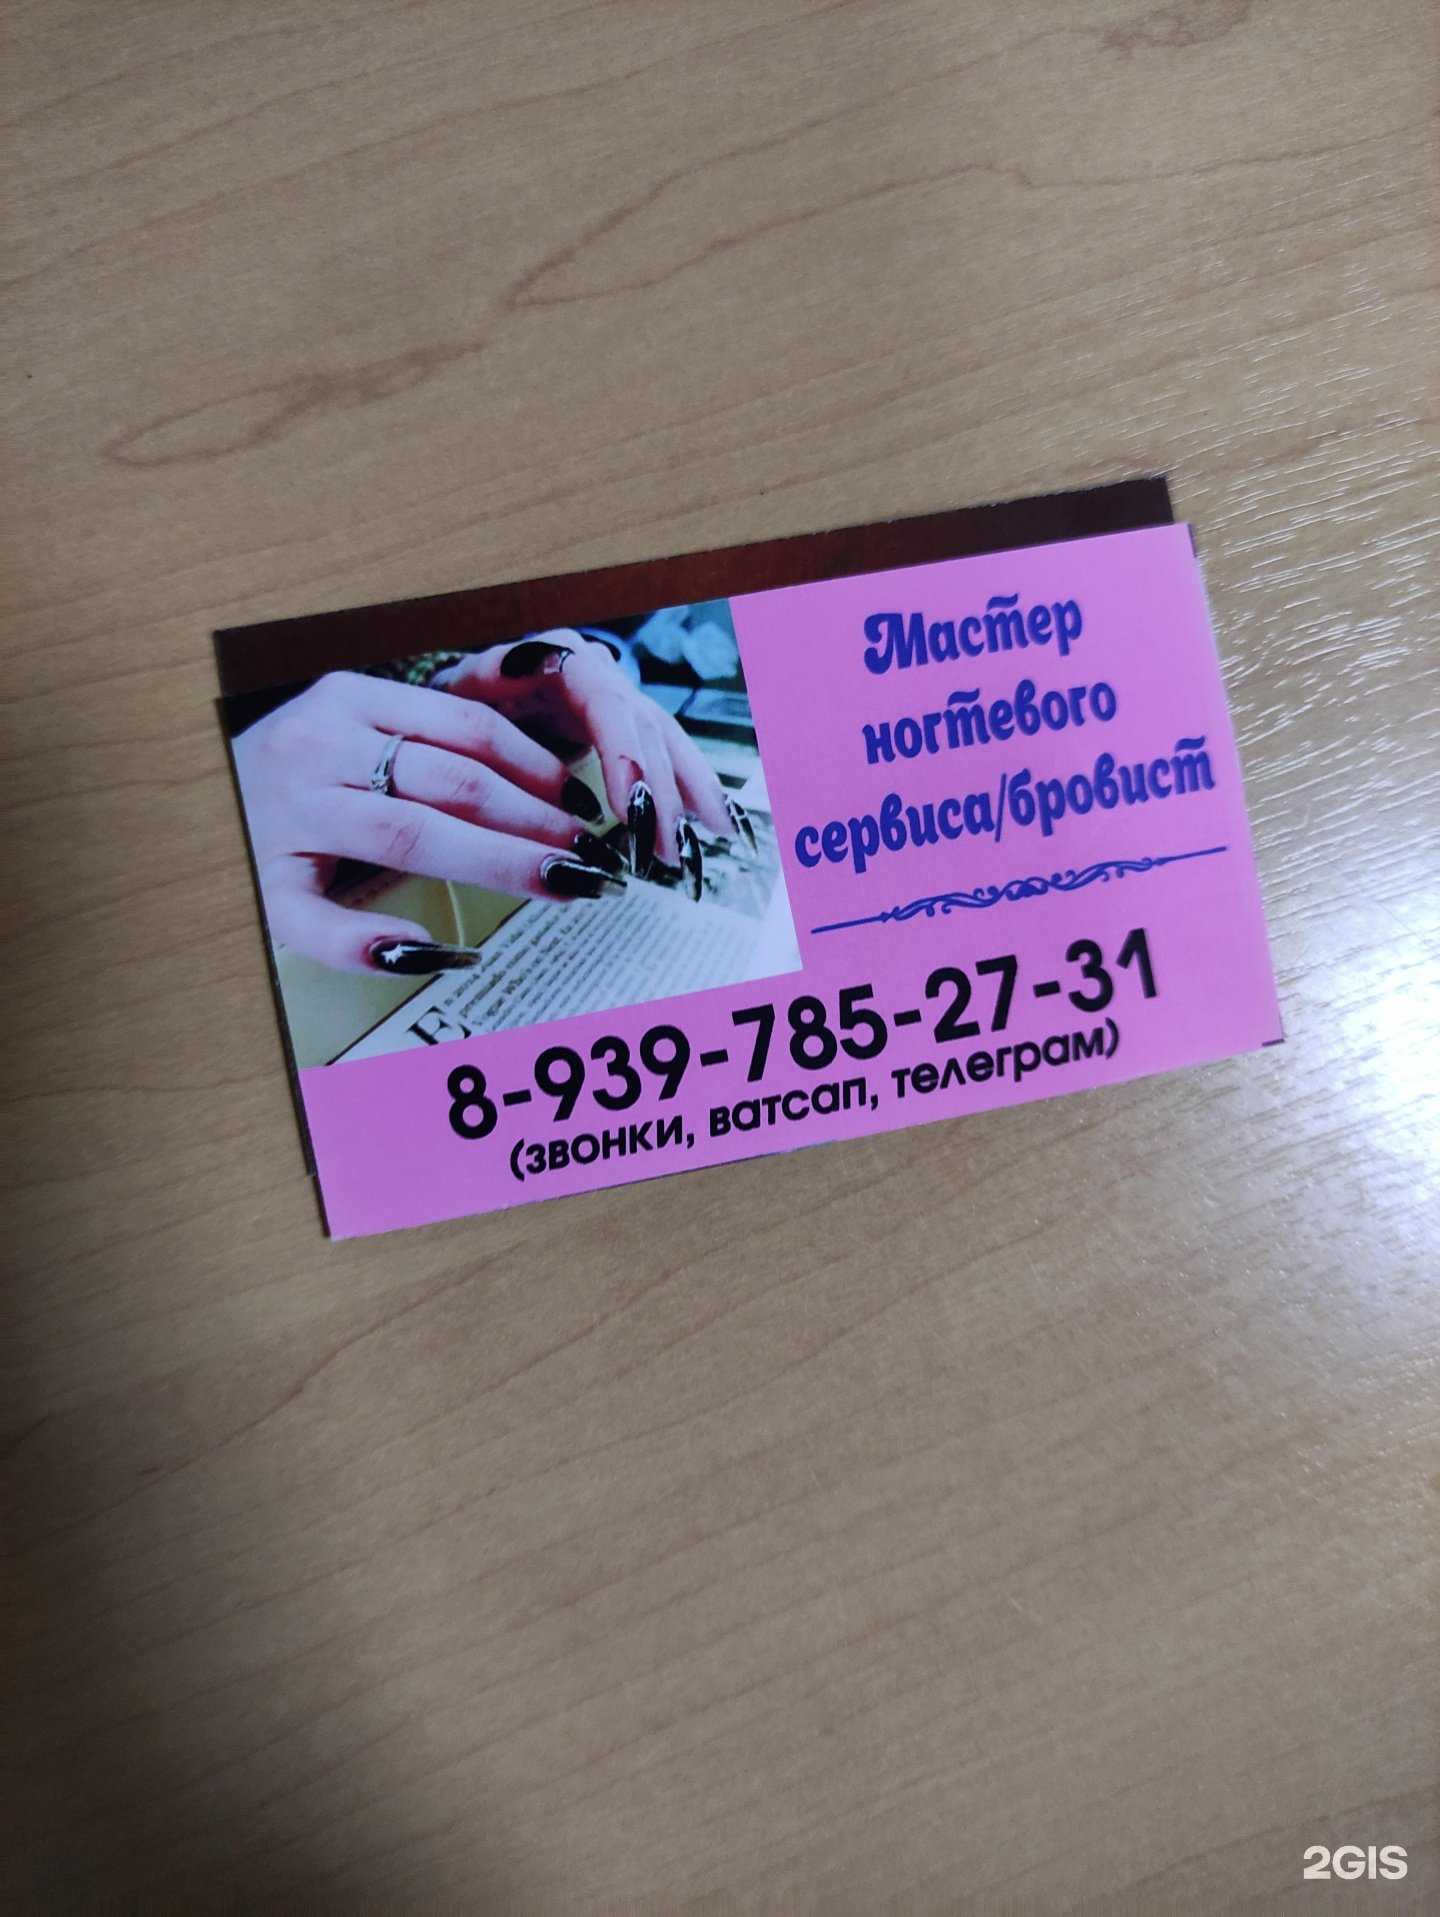 Мастер
ногтевого
сервиса/бровист
8-939-785-27-31
(звонки, ватсап, телеграм)
2GIS